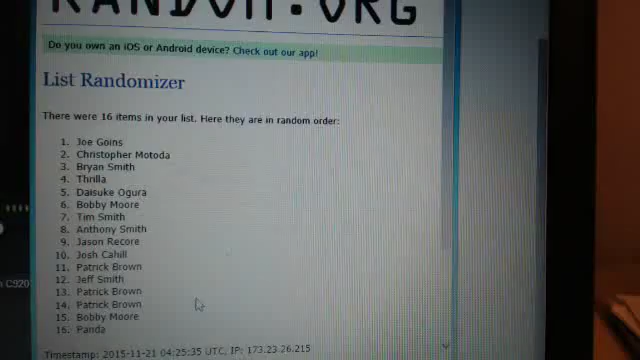 RANDOM.ORG
Do you own an iOS or Android device? Check out our app!
List Randomizer
There were 16 items in your list. Here they are in random order:
1. Joe Goins
2. Christopher Motoda
3. Bryan Smith
4. Thrilla
5. Daisuke Ogura
6. Bobby Moore
7. Tim Smith
8. Anthony Smith
9. Jason Recore
10. Josh Cahill
11. Patrick Brown
12. Jeff Smith
13. Patrick Brown
14. Patrick Brown
15. Bobby Moore
16. Panda
Timestamp: 2015-11-21 04:25:35 UTC, IP: 173.23.26.215
C920